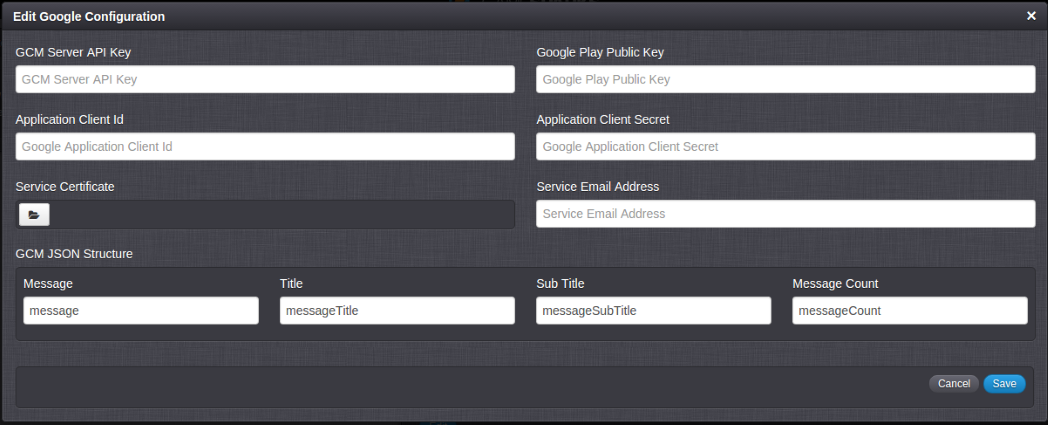 Edit Google Configuration
GCM Server API Key
Google Play Public Key
GCM Server API Key
Google Play Public Key
Application Client Id
Application Client Secret
Google Application Client Id
Google Application Client Secret
Service Certificate
Service Email Address
Service Email Address
GCM JSON Structure
Message
Title
Sub Title
Message Count
message
messageTitle
messageSubTitle
messageCount
Cancel
Save